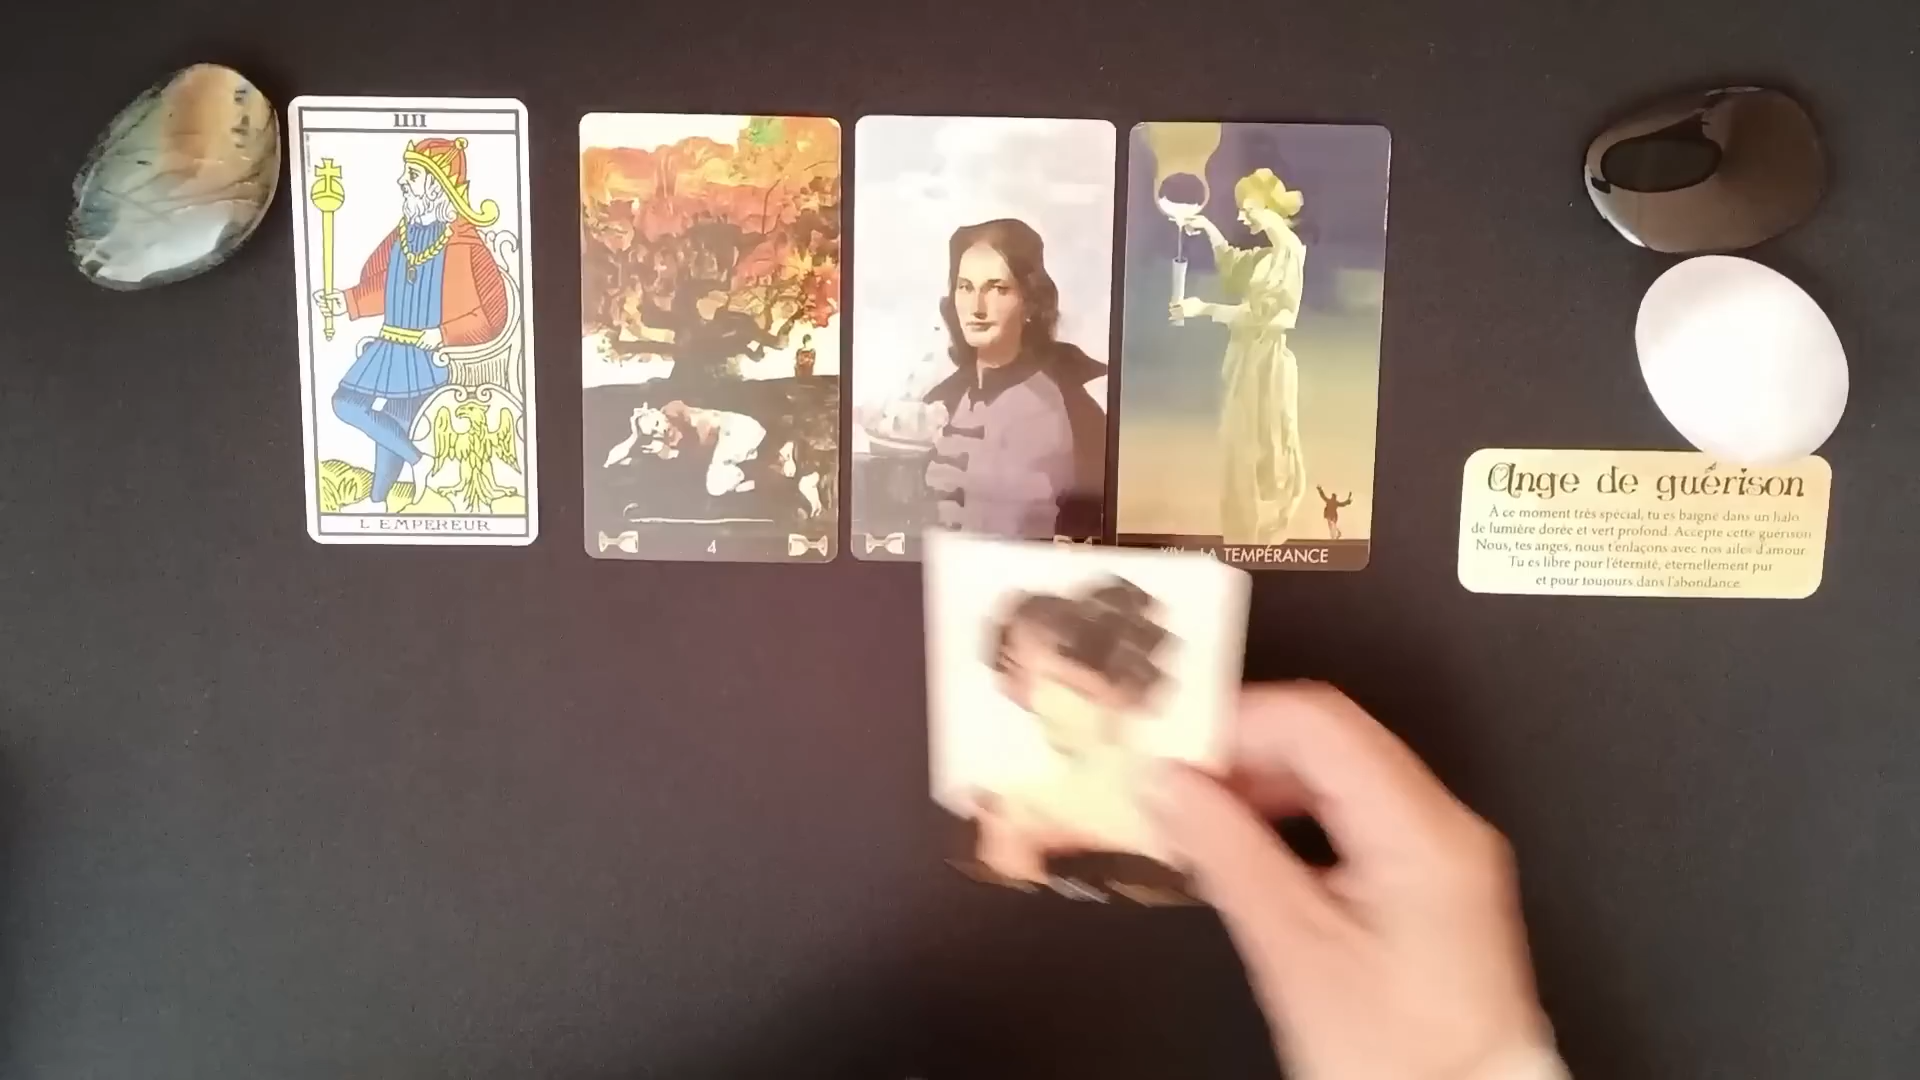 IIII
L EMPEREUR
4
LA TEMPÉRANCE
Ange de guérison
À ce moment très spécial, tu es baigné dans un halo
de lumière dorée et vert profond. Accepte cette guérison
Nous, tes anges, nous t'enlaçons avec nos ailes d'amour
Tu es libre pour l'éternité, éternellement pur
et pour toujours dans l'abondance.